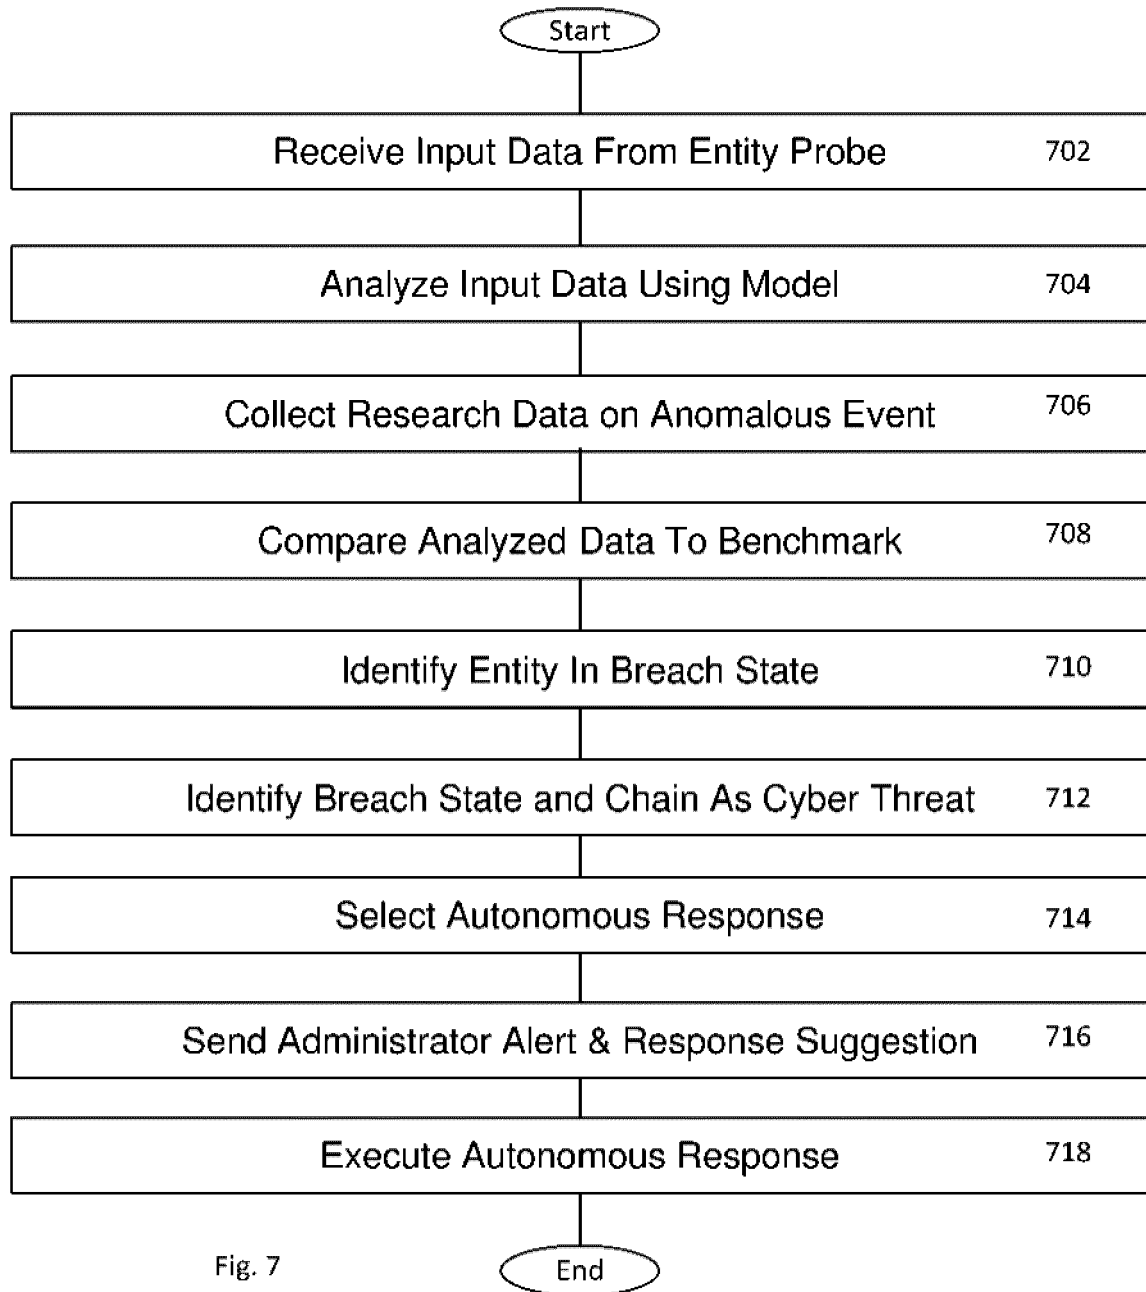 Start
Receive Input Data From Entity Probe 702
Analyze Input Data Using Model 704
Collect Research Data on Anomalous Event 706
Compare Analyzed Data To Benchmark 708
Identify Entity In Breach State 710
Identify Breach State and Chain As Cyber Threat 712
Select Autonomous Response 714
Send Administrator Alert & Response Suggestion 716
Execute Autonomous Response 718
Fig. 7
End